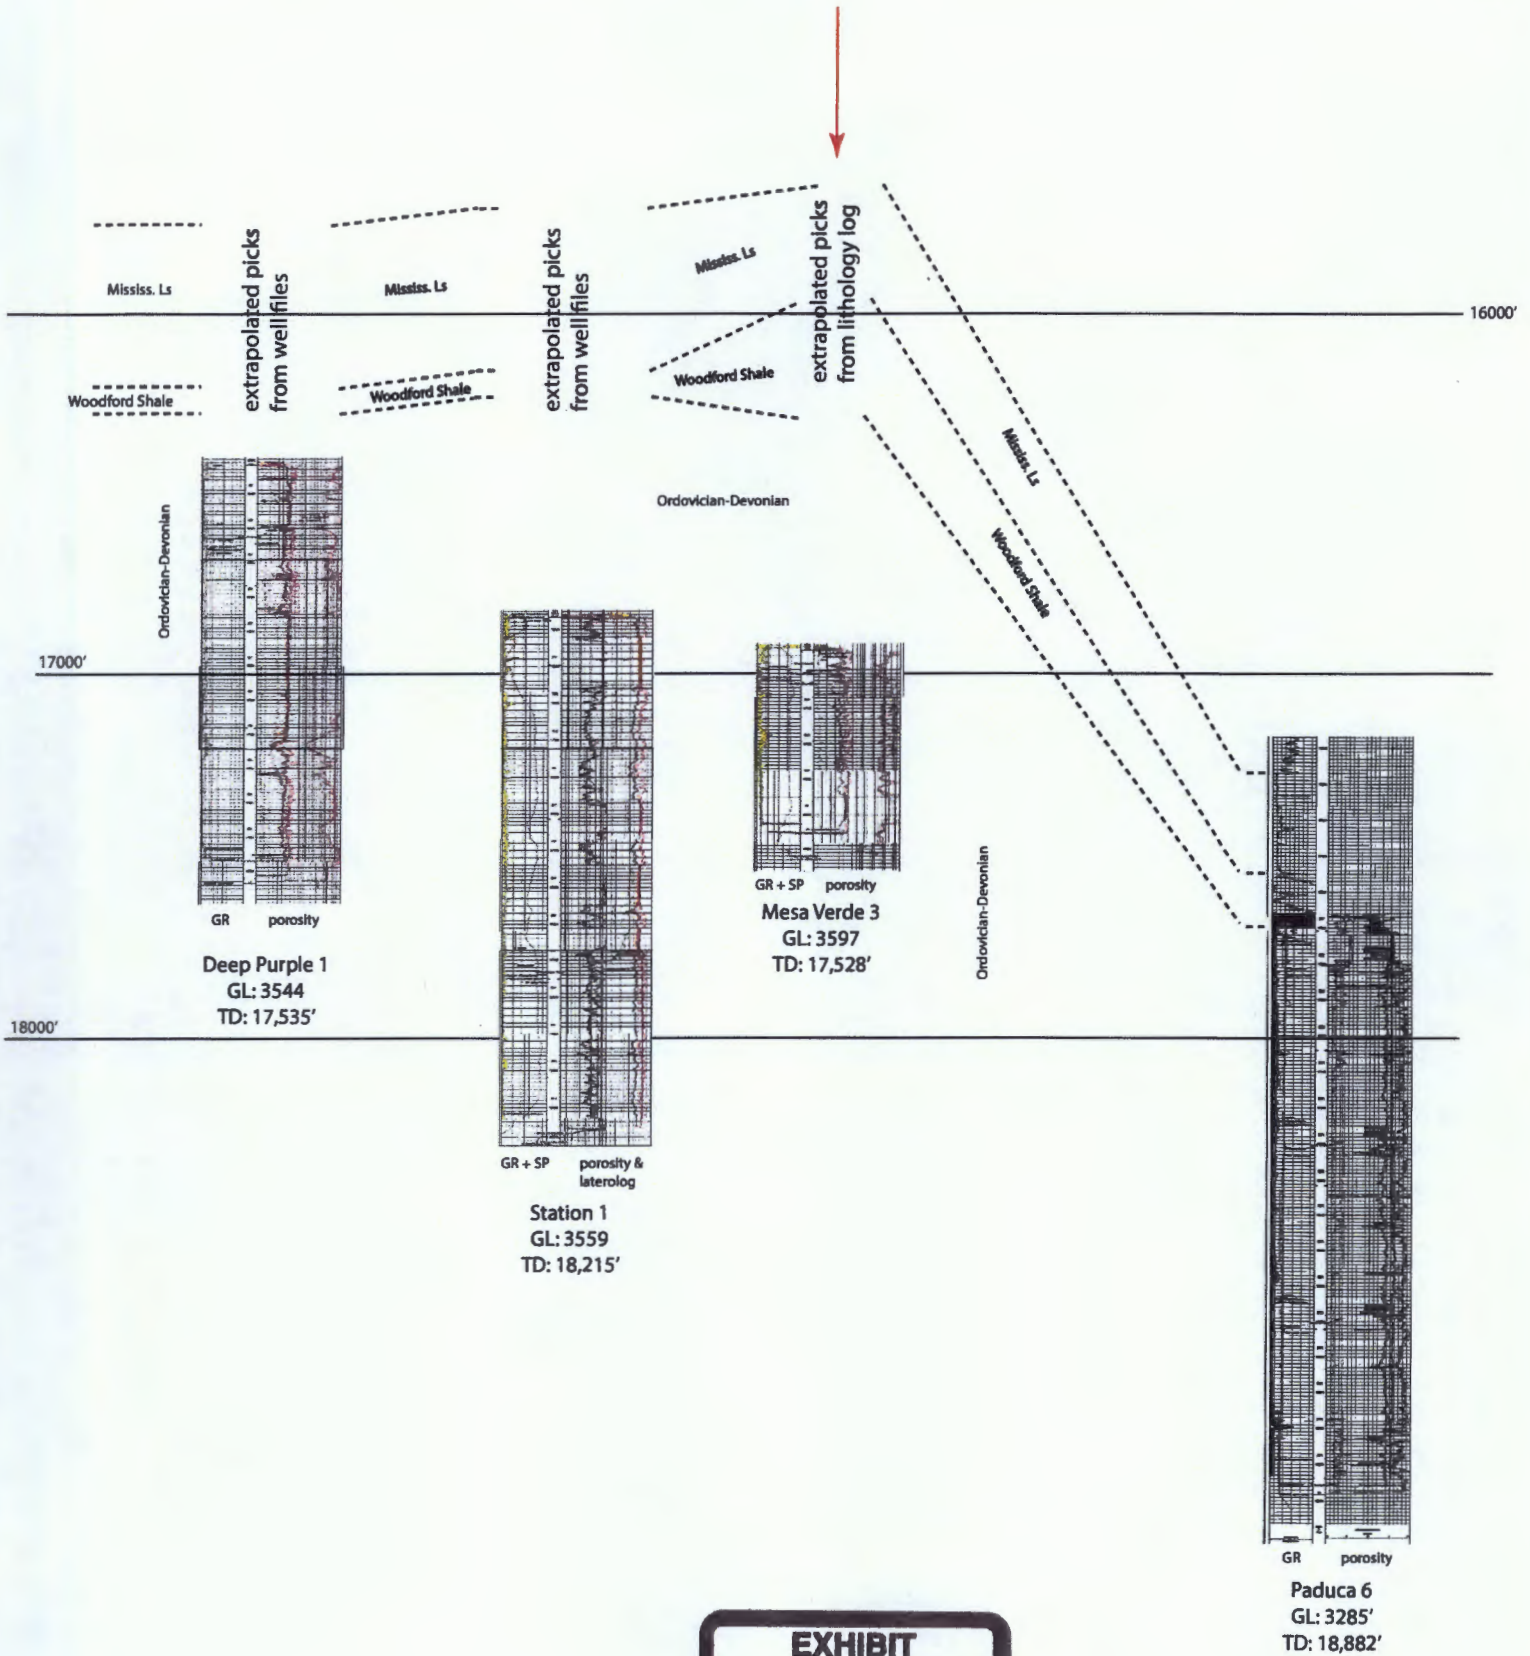 extrapolated picks
from well files
extrapolated picks
from well files
extrapolated picks
from lithology log
Mississ. Ls
Mississ. Ls
Mississ. Ls
16000'
Woodford Shale
Woodford Shale
Woodford Shale
Mississ. Ls
Woodford Shale
Ordovician-Devonian
Ordovician-Devonian
17000'
Ordovician-Devonian
GR + SP porosity
Mesa Verde 3
GL: 3597
TD: 17,528'
GR porosity
Deep Purple 1
GL: 3544
TD: 17,535'
18000'
GR + SP porosity &
laterolog
Station 1
GL: 3559
TD: 18,215'
GR porosity
Paduca 6
GL: 3285'
TD: 18,882'
EXHIBIT